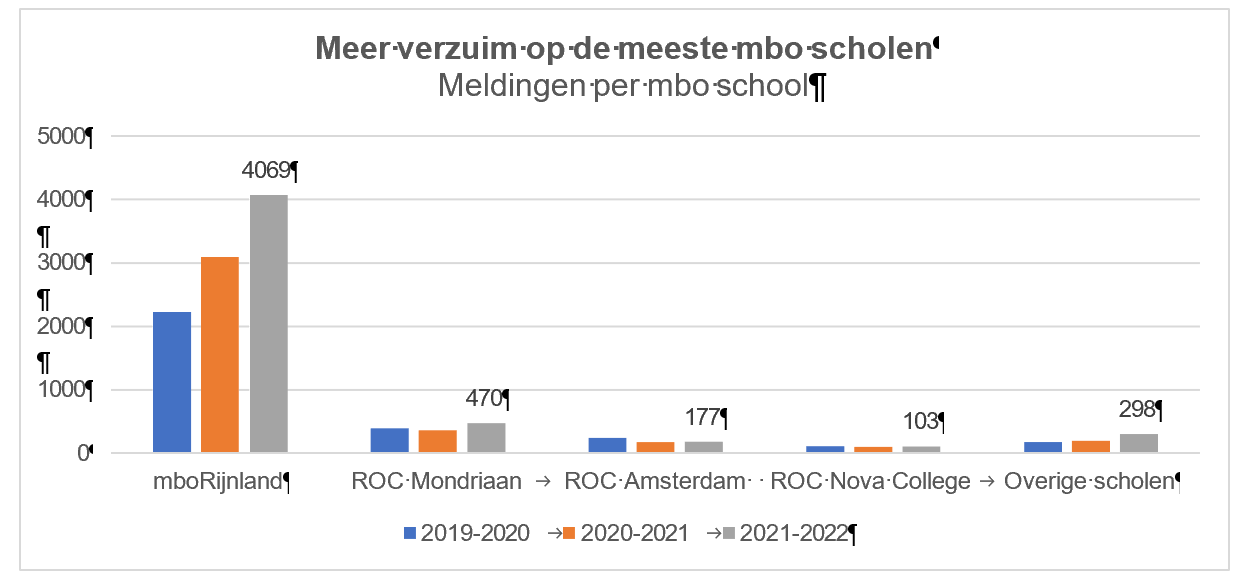 Meer verzuim op de meeste mbo scholen
Meldingen per mbo school¶
5000¶
4069¶
4000¶
¶
3000¶
¶
2000¶
¶
1000¶
470¶
177¶
103¶
298¶
0
mboRijnland¶
ROC·Mondriaan → ROC·Amsterdam·· ROC·Nova·College → Overige·scholen¶
2019-2020 → 2020-2021 → 2021-2022¶